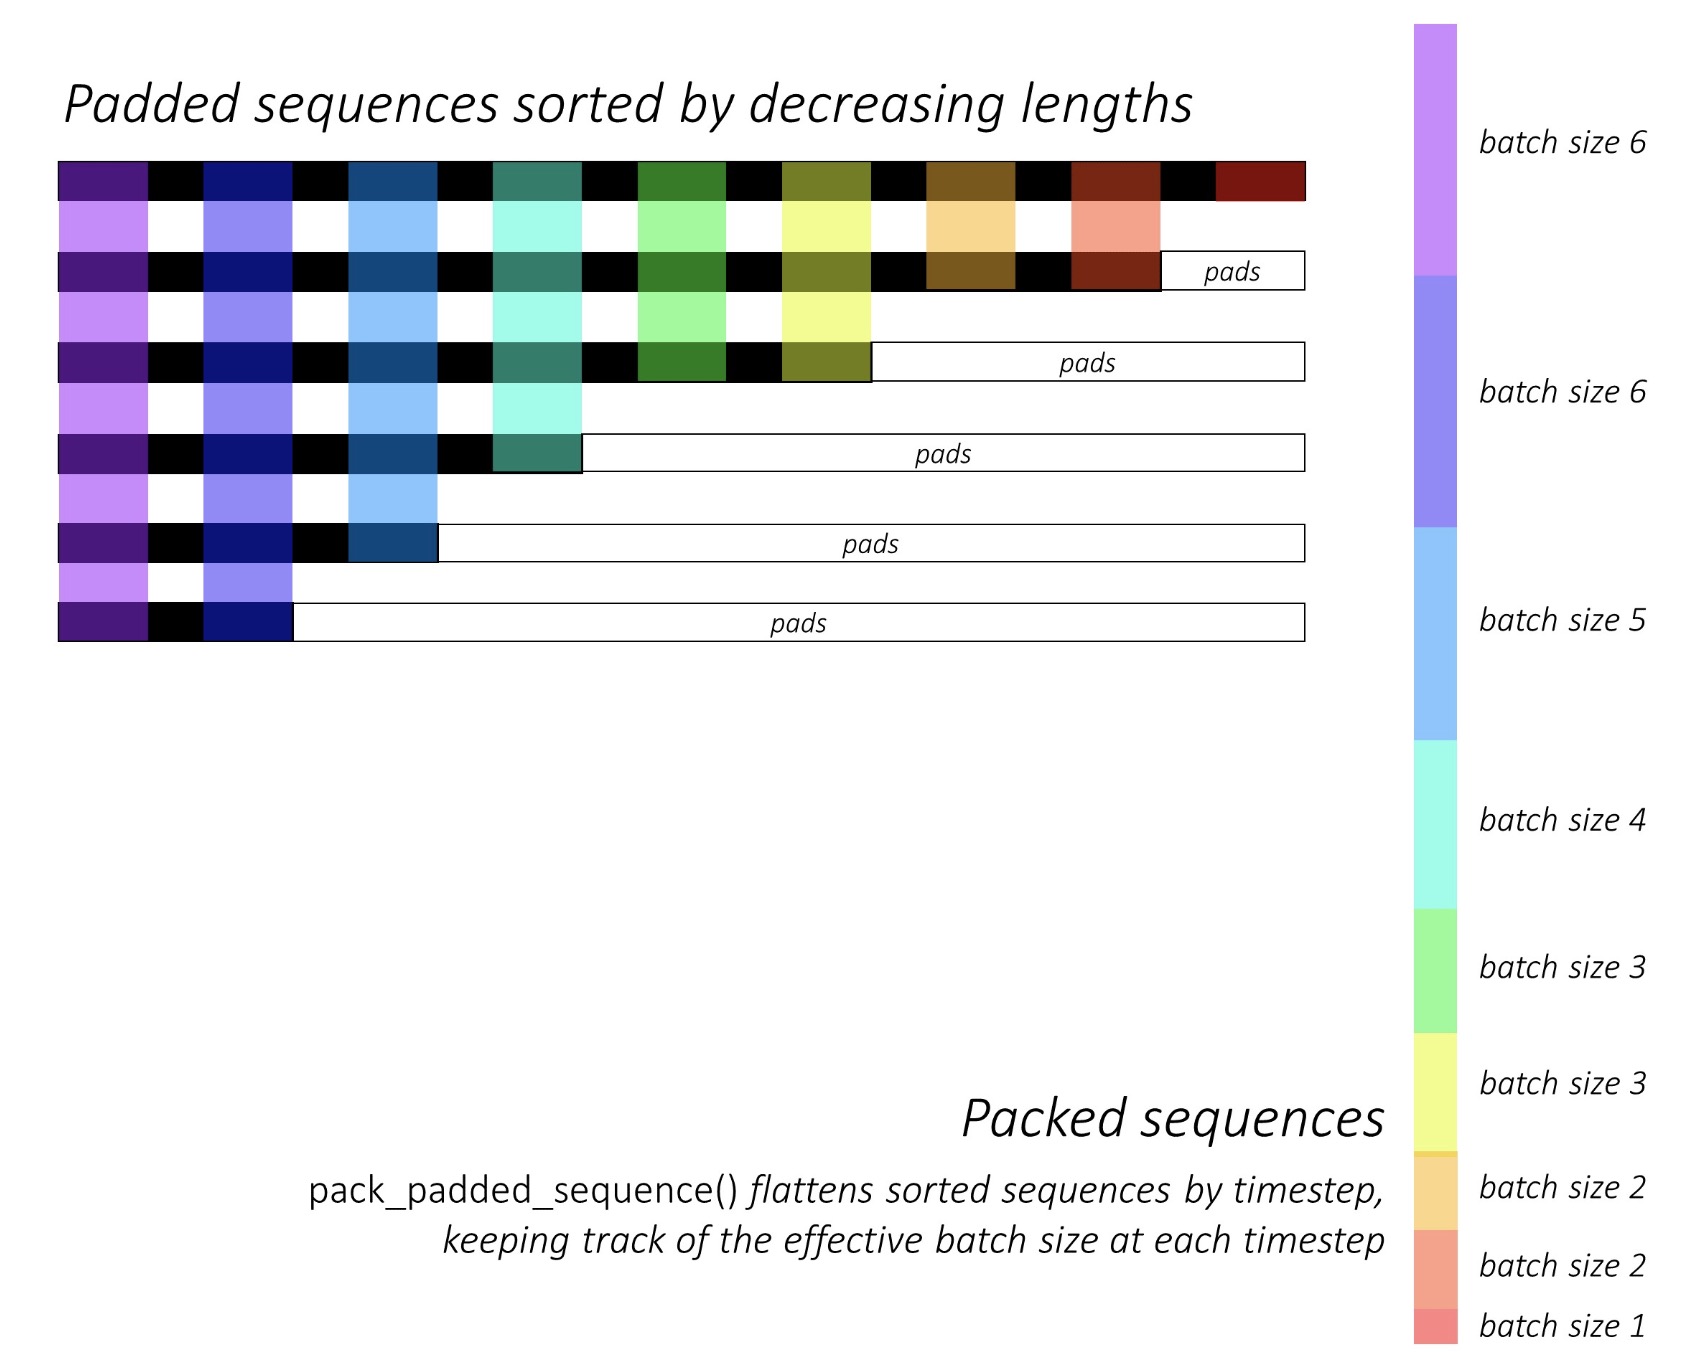 Padded sequences sorted by decreasing lengths
pads
pads
pads
pads
pads
batch size 6
batch size 6
batch size 5
batch size 4
batch size 3
batch size 3
batch size 2
batch size 2
batch size 1
Packed sequences
pack_padded_sequence() flattens sorted sequences by timestep,
keeping track of the effective batch size at each timestep